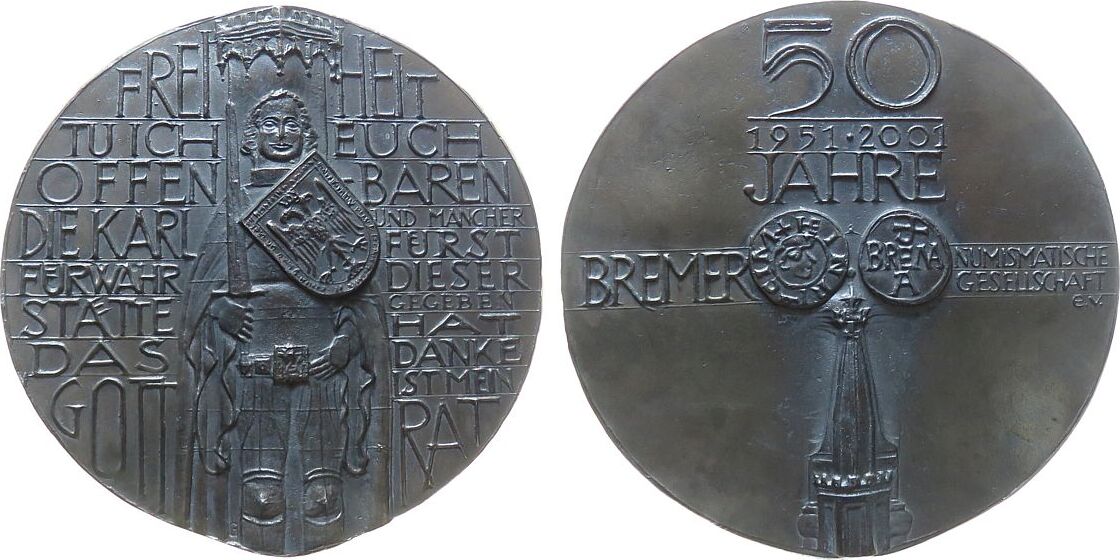 FREI HEIT
TU ICH EUCH
OFFEN BAREN
DIE KARL UND MANCHER
FÜRST
FÜRWAHR DIESER
STÄTTE GEGEBEN
HAT
DAS DANKE
GOTT IST MEIN
RAT
50
1951·2001
JAHRE
BREMER BREMA NUMISMATISCHE
GESELLSCHAFT
e.V.